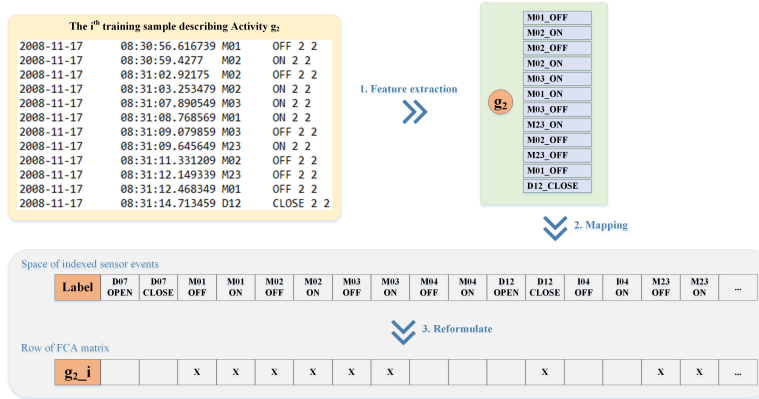 The ith training sample describing Activity g₂
2008-11-17 08:30:56.616739 M01 OFF 2 2
2008-11-17 08:30:59.4277 M02 ON 2 2
2008-11-17 08:31:02.92175 M02 OFF 2 2
2008-11-17 08:31:03.253479 M02 ON 2 2
2008-11-17 08:31:07.890549 M03 ON 2 2
2008-11-17 08:31:08.768569 M01 ON 2 2
2008-11-17 08:31:09.079859 M03 OFF 2 2
2008-11-17 08:31:09.645649 M23 ON 2 2
2008-11-17 08:31:11.331209 M02 OFF 2 2
2008-11-17 08:31:12.149339 M23 OFF 2 2
2008-11-17 08:31:12.468349 M01 OFF 2 2
2008-11-17 08:31:14.713459 D12 CLOSE 2 2
1. Feature extraction
g₂
M01_OFF
M02_ON
M02_OFF
M02_ON
M03_ON
M01_ON
M03_OFF
M23_ON
M02_OFF
M23_OFF
M01_OFF
D12_CLOSE
2. Mapping
Space of indexed sensor events
Label D07 D07 M01 M01 M02 M02 M03 M03 M04 M04 D12 D12 I04 I04 M23 M23 ...
OPEN CLOSE OFF ON OFF ON OFF ON OFF ON OPEN CLOSE OFF ON OFF ON
3. Reformulate
Row of FCA matrix
g₂_i X X X X X X X X X ...